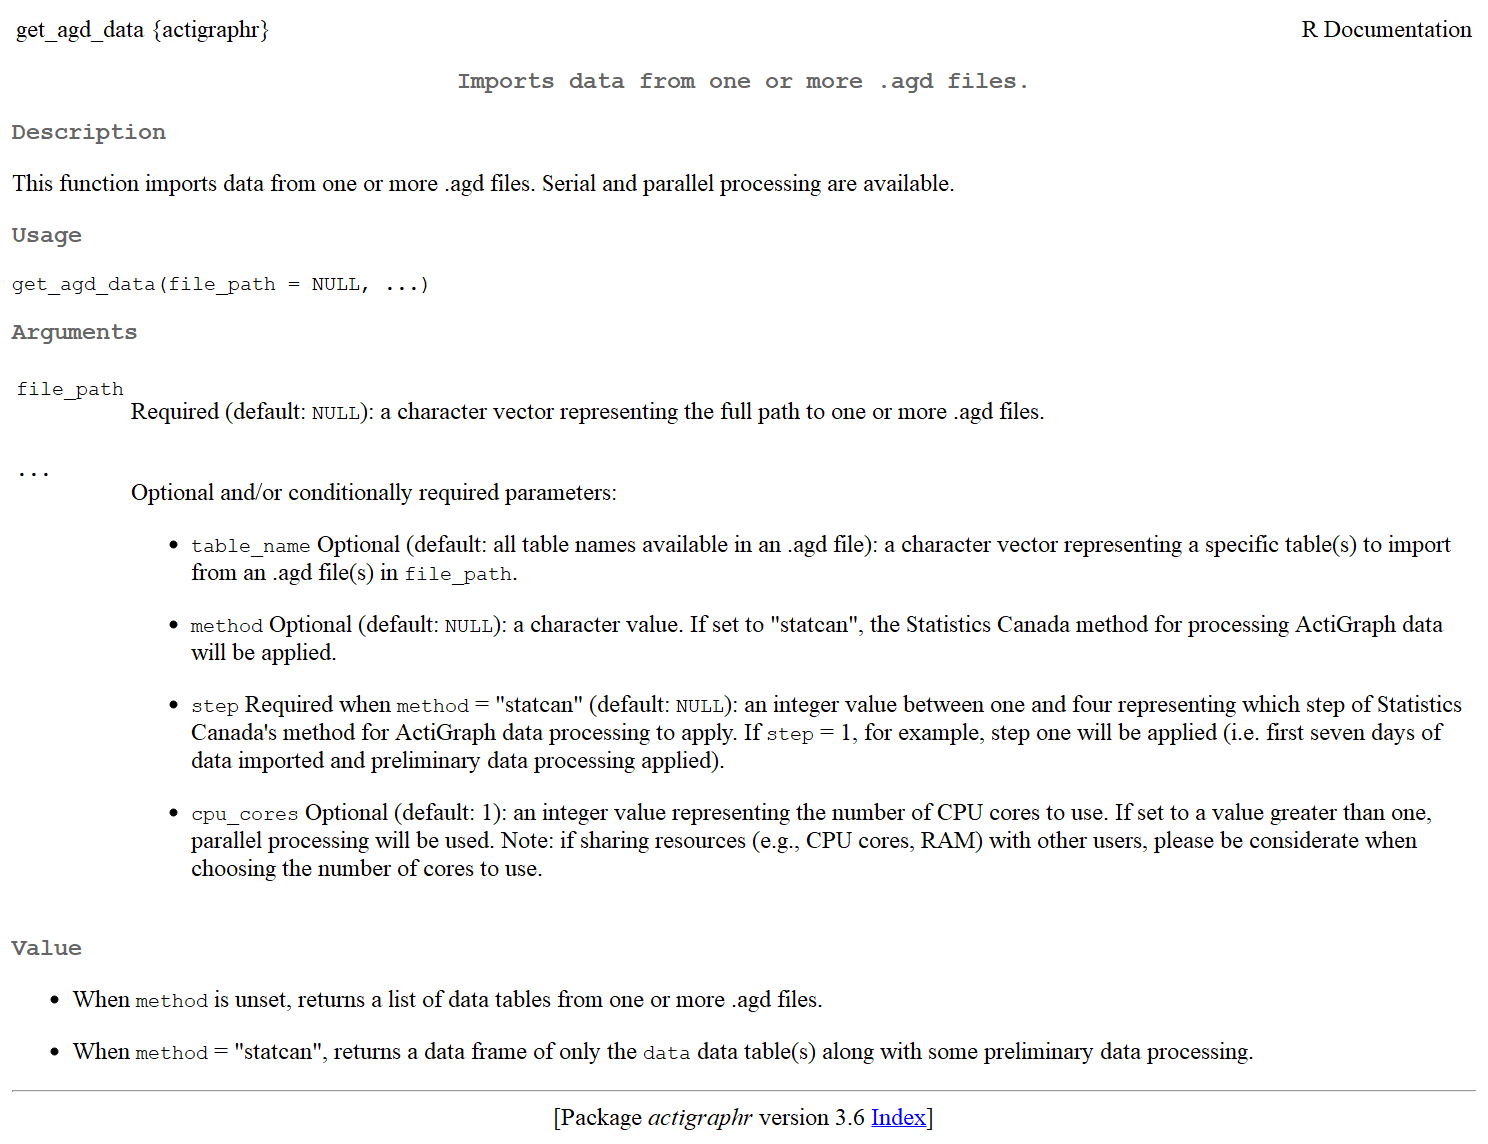 get_agd_data {actigraphr} R Documentation
Imports data from one or more .agd files.
Description
This function imports data from one or more .agd files. Serial and parallel processing are available.
Usage
get_agd_data(file_path = NULL, ...)
Arguments
file_path
Required (default: NULL): a character vector representing the full path to one or more .agd files.
...
Optional and/or conditionally required parameters:
• table_name Optional (default: all table names available in an .agd file): a character vector representing a specific table(s) to import
from an .agd file(s) in file_path.
• method Optional (default: NULL): a character value. If set to "statcan", the Statistics Canada method for processing ActiGraph data
will be applied.
• step Required when method = "statcan" (default: NULL): an integer value between one and four representing which step of Statistics
Canada's method for ActiGraph data processing to apply. If step = 1, for example, step one will be applied (i.e. first seven days of
data imported and preliminary data processing applied).
• cpu_cores Optional (default: 1): an integer value representing the number of CPU cores to use. If set to a value greater than one,
parallel processing will be used. Note: if sharing resources (e.g., CPU cores, RAM) with other users, please be considerate when
choosing the number of cores to use.
Value
• When method is unset, returns a list of data tables from one or more .agd files.
• When method = "statcan", returns a data frame of only the data data table(s) along with some preliminary data processing.
[Package actigraphr version 3.6 Index]